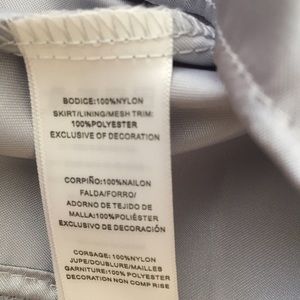 BODICE:100%NYLON
SKIRT/LINING/MESH TRIM:
100%POLYESTER
EXCLUSIVE OF DECORATION
CORPIÑO:100%NAILON
FALDA/FORRO/
ADORNO DE TEJIDO DE
MALLA:100%POLIÉSTER
EXCLUSIVO DE DECORACIÓN
CORSAGE:100%NYLON
JUPE/DOUBLURE/MAILLES
GARNITURE:100% POLYESTER
DECORATION NON COMPRISE